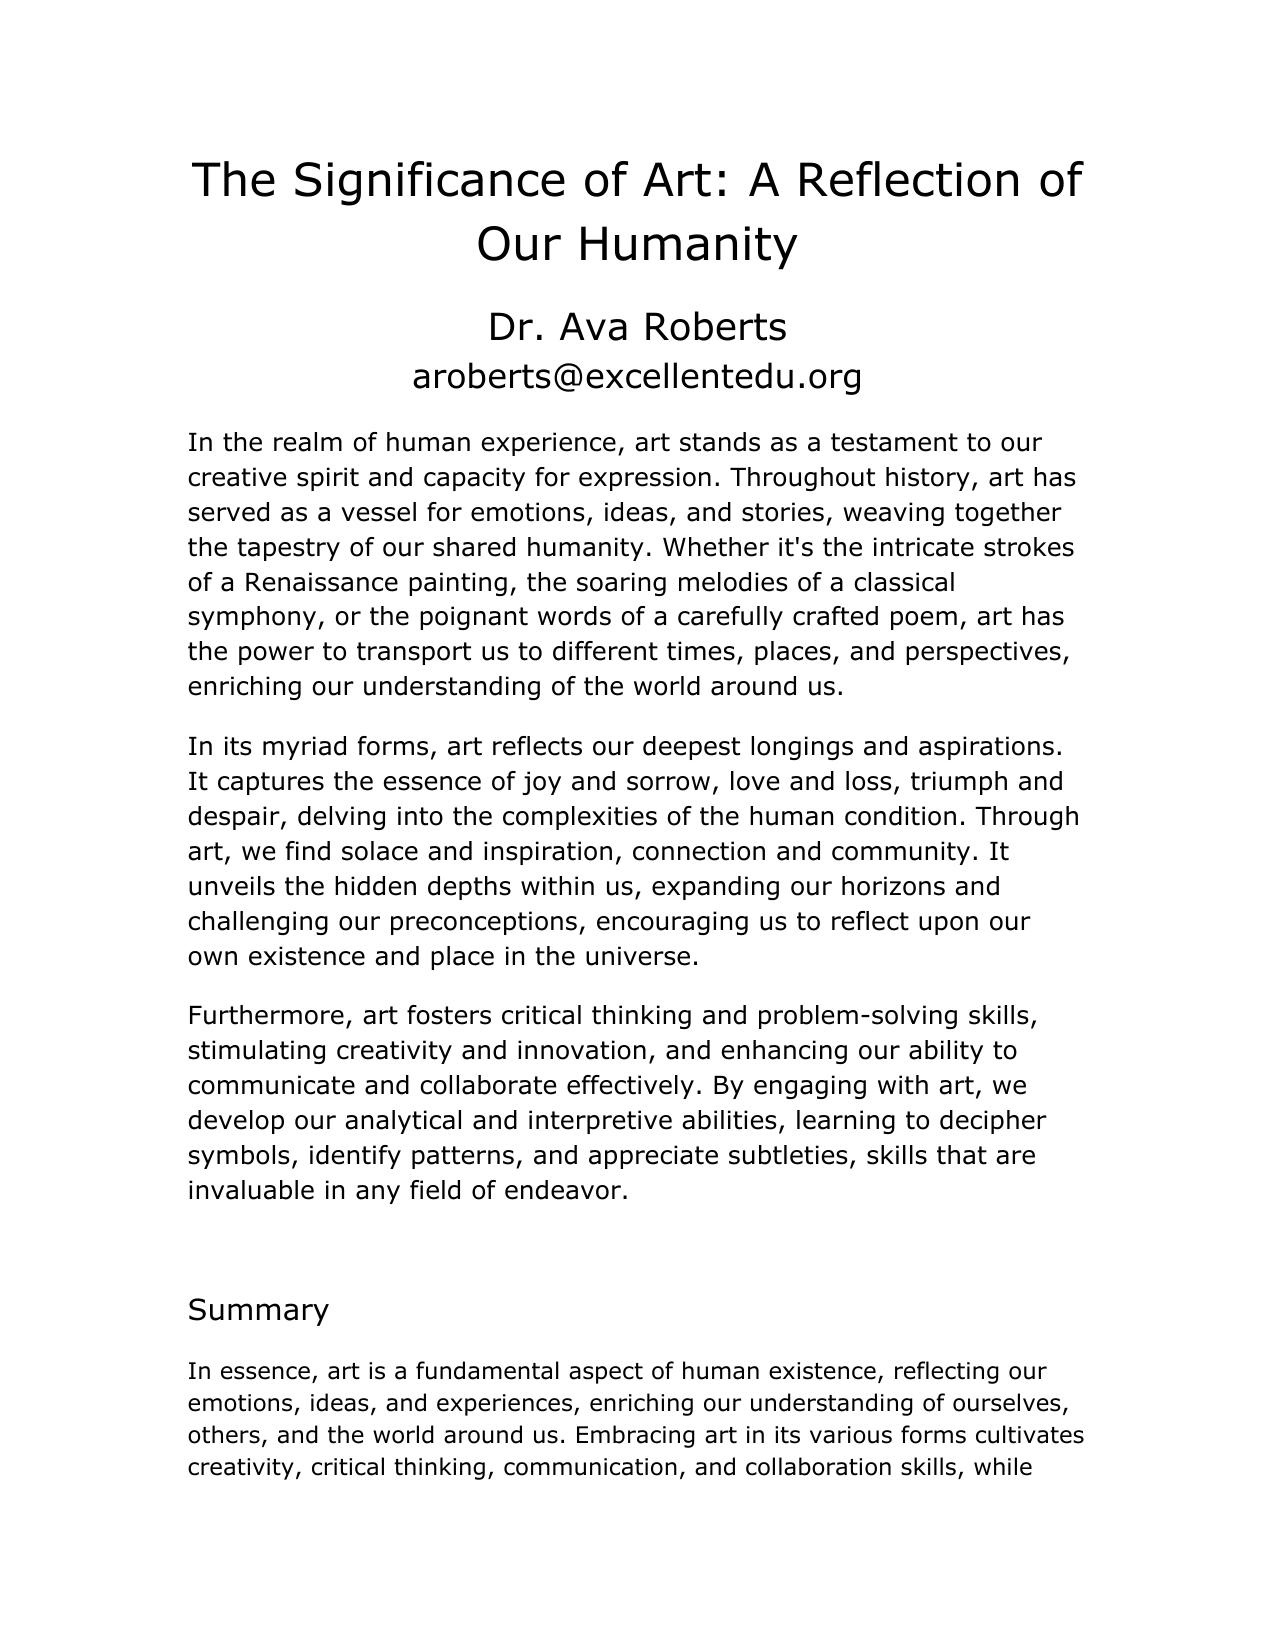 The Significance of Art: A Reflection of
Our Humanity
Dr. Ava Roberts
aroberts@excellentedu.org
In the realm of human experience, art stands as a testament to our
creative spirit and capacity for expression. Throughout history, art has
served as a vessel for emotions, ideas, and stories, weaving together
the tapestry of our shared humanity. Whether it's the intricate strokes
of a Renaissance painting, the soaring melodies of a classical
symphony, or the poignant words of a carefully crafted poem, art has
the power to transport us to different times, places, and perspectives,
enriching our understanding of the world around us.
In its myriad forms, art reflects our deepest longings and aspirations.
It captures the essence of joy and sorrow, love and loss, triumph and
despair, delving into the complexities of the human condition. Through
art, we find solace and inspiration, connection and community. It
unveils the hidden depths within us, expanding our horizons and
challenging our preconceptions, encouraging us to reflect upon our
own existence and place in the universe.
Furthermore, art fosters critical thinking and problem-solving skills,
stimulating creativity and innovation, and enhancing our ability to
communicate and collaborate effectively. By engaging with art, we
develop our analytical and interpretive abilities, learning to decipher
symbols, identify patterns, and appreciate subtleties, skills that are
invaluable in any field of endeavor.
Summary
In essence, art is a fundamental aspect of human existence, reflecting our
emotions, ideas, and experiences, enriching our understanding of ourselves,
others, and the world around us. Embracing art in its various forms cultivates
creativity, critical thinking, communication, and collaboration skills, while